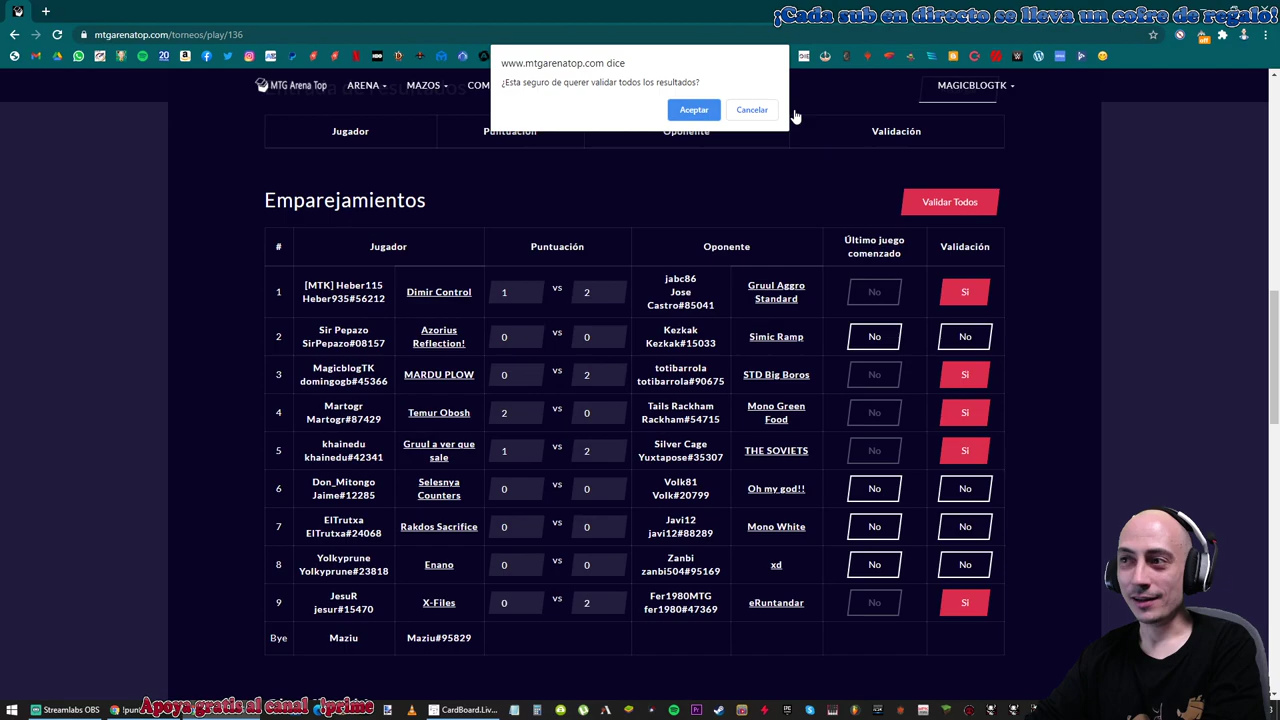 ¡Cada sub en directo se lleva un cofre de regalo!
mtgarenatop.com/torneos/play/136
www.mtgarenatop.com dice
¿Esta seguro de querer validar todos los resultados?
Aceptar Cancelar
MTG Arena Top ARENA MAZOS COM MAGICBLOGTK
Jugador Puntuación Oponente Validación
Emparejamientos Validar Todos
# Jugador Puntuación Oponente Último juego comenzado Validación
1 [MTK] Heber115 Heber935#56212 Dimir Control 1 vs 2 jabc86 Jose Castro#85041 Gruul Aggro Standard No Si
2 Sir Pepazo SirPepazo#08157 Azorius Reflection! 0 vs 0 Kezkak Kezkak#15033 Simic Ramp No No
3 MagicblogTK domingogb#45366 MARDU PLOW 0 vs 2 totibarrola totibarrola#90675 STD Big Boros No Si
4 Martogr Martogr#87429 Temur Obosh 2 vs 0 Tails Rackham Rackham#54715 Mono Green Food No Si
5 khainedu khainedu#42341 Gruul a ver que sale 1 vs 2 Silver Cage Yuxtapose#35307 THE SOVIETS No Si
6 Don_Mitongo Jaime#12285 Selesnya Counters 0 vs 0 Volk81 Volk#20799 Oh my god!! No No
7 ElTrutxa ElTrutxa#24068 Rakdos Sacrifice 0 vs 0 Javi12 javi12#88289 Mono White No No
8 Yolkyprune Yolkyprune#23818 Enano 0 vs 0 Zanbi zanbi504#95169 xd No No
9 JesuR jesur#15470 X-Files 0 vs 2 Fer1980MTG fer1980#47369 eRuntandar No Si
Bye Maziu Maziu#95829
Apoya gratis al canal !prime
Streamlabs OBS CardBoard.Liv...